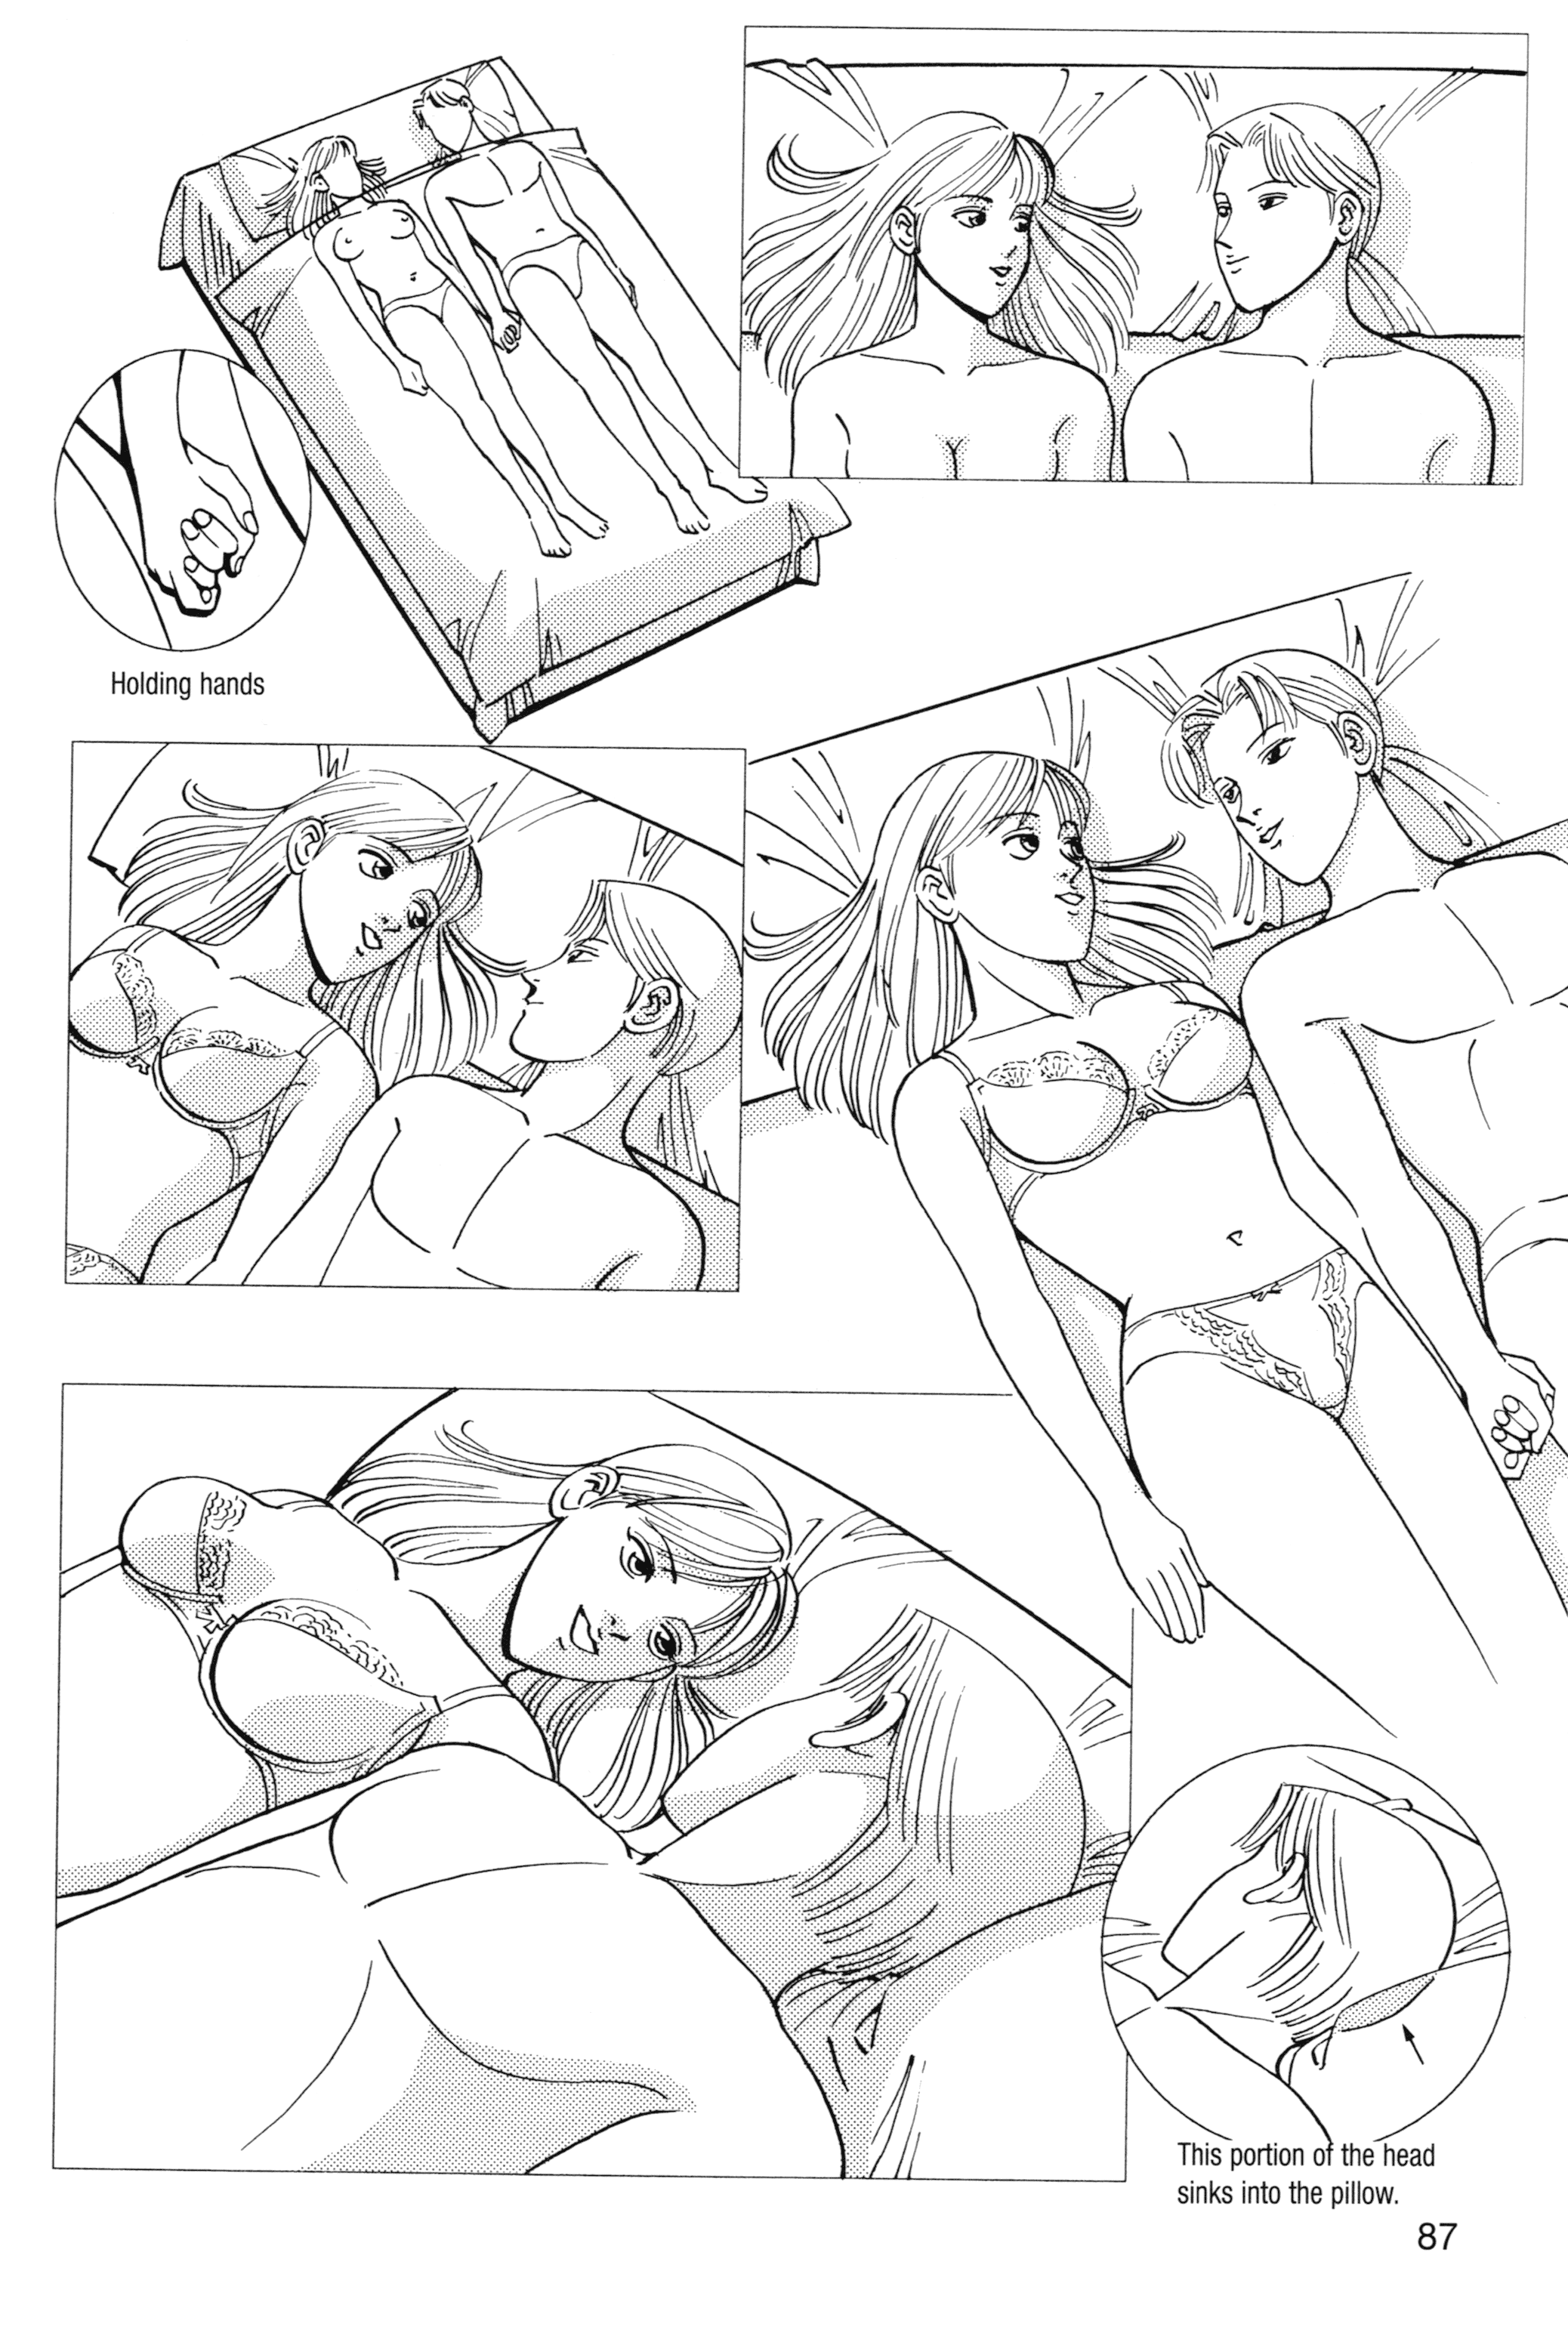 Holding hands
This portion of the head
sinks into the pillow.
87